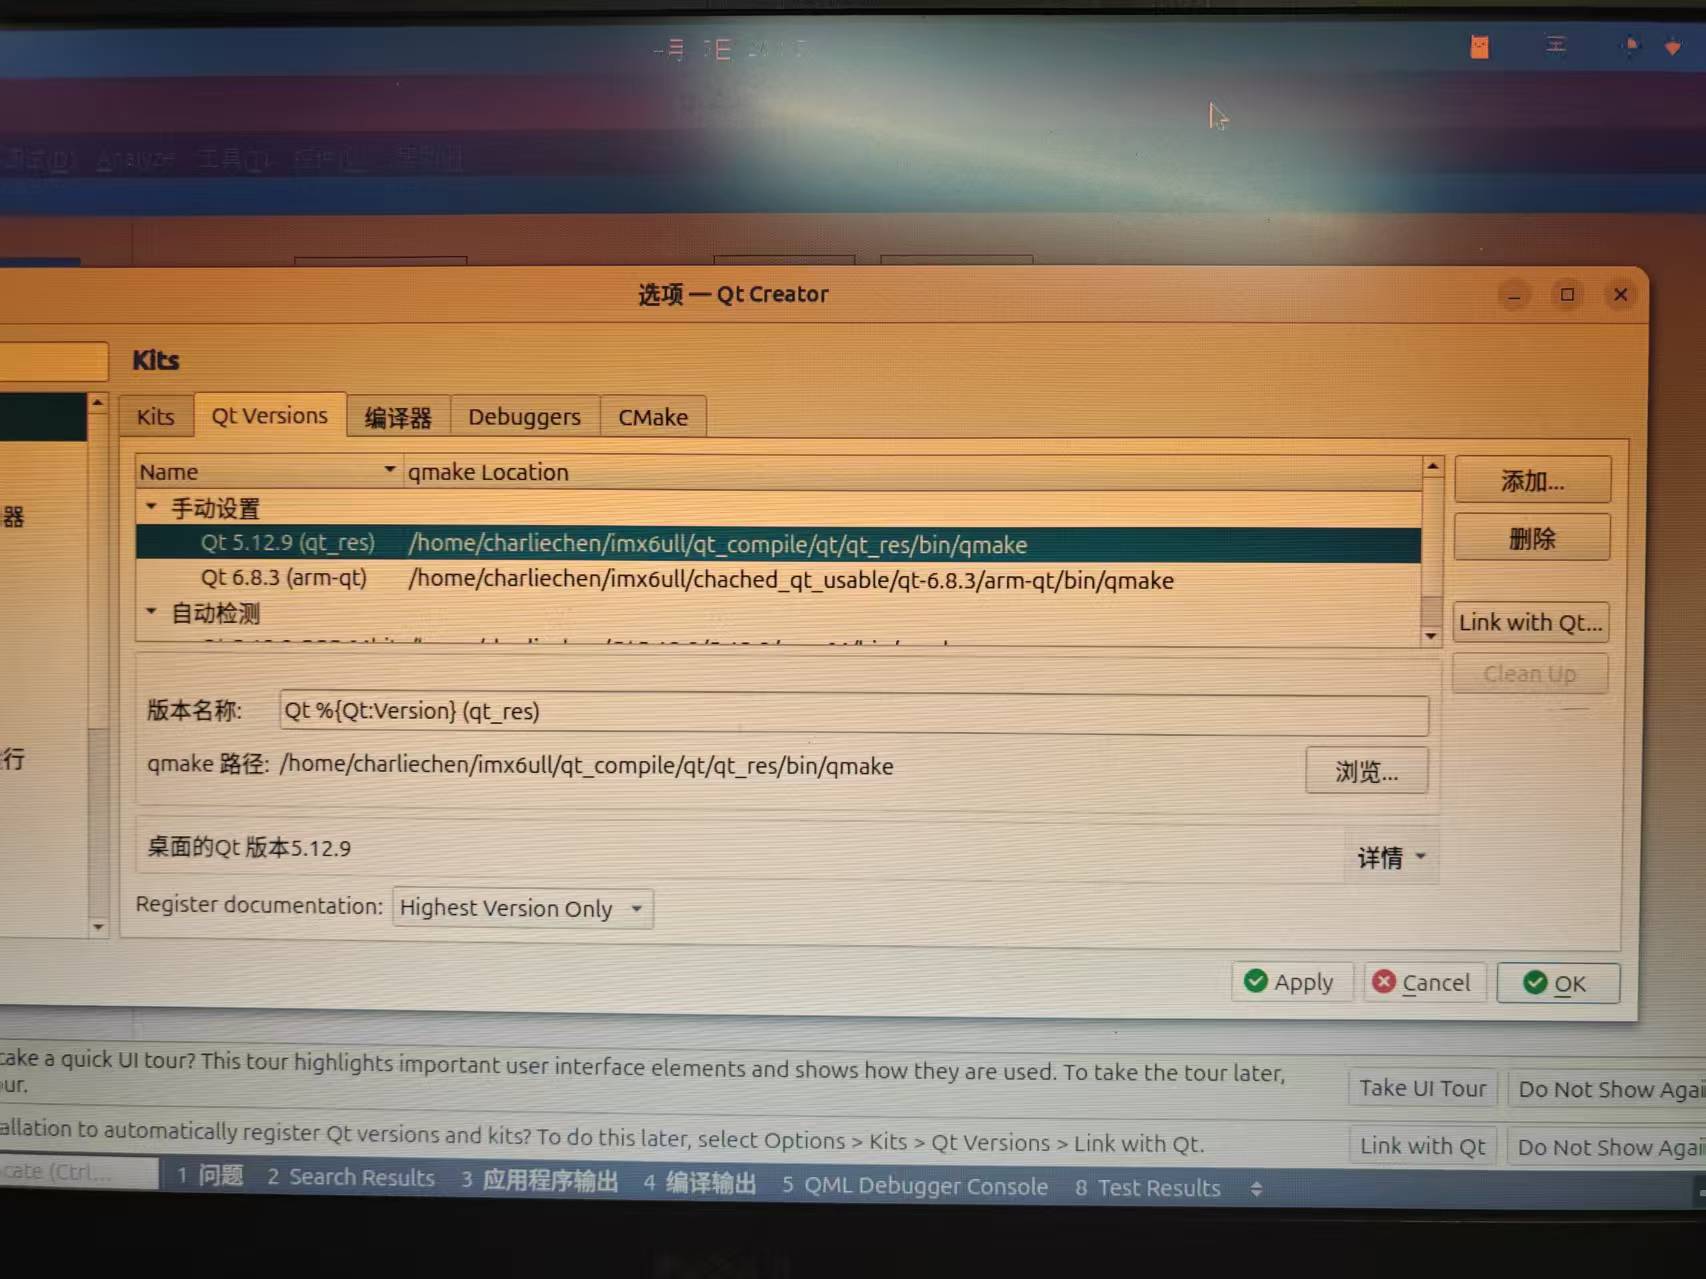 Analyze
选项 — Qt Creator
Kits
Kits Qt Versions 编译器 Debuggers CMake
Name qmake Location
添加...
手动设置
器
Qt 5.12.9 (qt_res) /home/charliechen/imx6ull/qt_compile/qt/qt_res/bin/qmake
删除
Qt 6.8.3 (arm-qt) /home/charliechen/imx6ull/chached_qt_usable/qt-6.8.3/arm-qt/bin/qmake
自动检测
Link with Qt...
Clean Up
版本名称: Qt %{Qt:Version} (qt_res)
行
qmake 路径: /home/charliechen/imx6ull/qt_compile/qt/qt_res/bin/qmake
浏览...
桌面的Qt 版本5.12.9
详情
Register documentation: Highest Version Only
Apply Cancel OK
take a quick UI tour? This tour highlights important user interface elements and shows how they are used. To take the tour later,
our.
Take UI Tour Do Not Show Agai
allation to automatically register Qt versions and kits? To do this later, select Options > Kits > Qt Versions > Link with Qt.
Link with Qt Do Not Show Agai
cate (Ctrl... 1 问题 2 Search Results 3 应用程序输出 4 编译输出 5 QML Debugger Console 8 Test Results